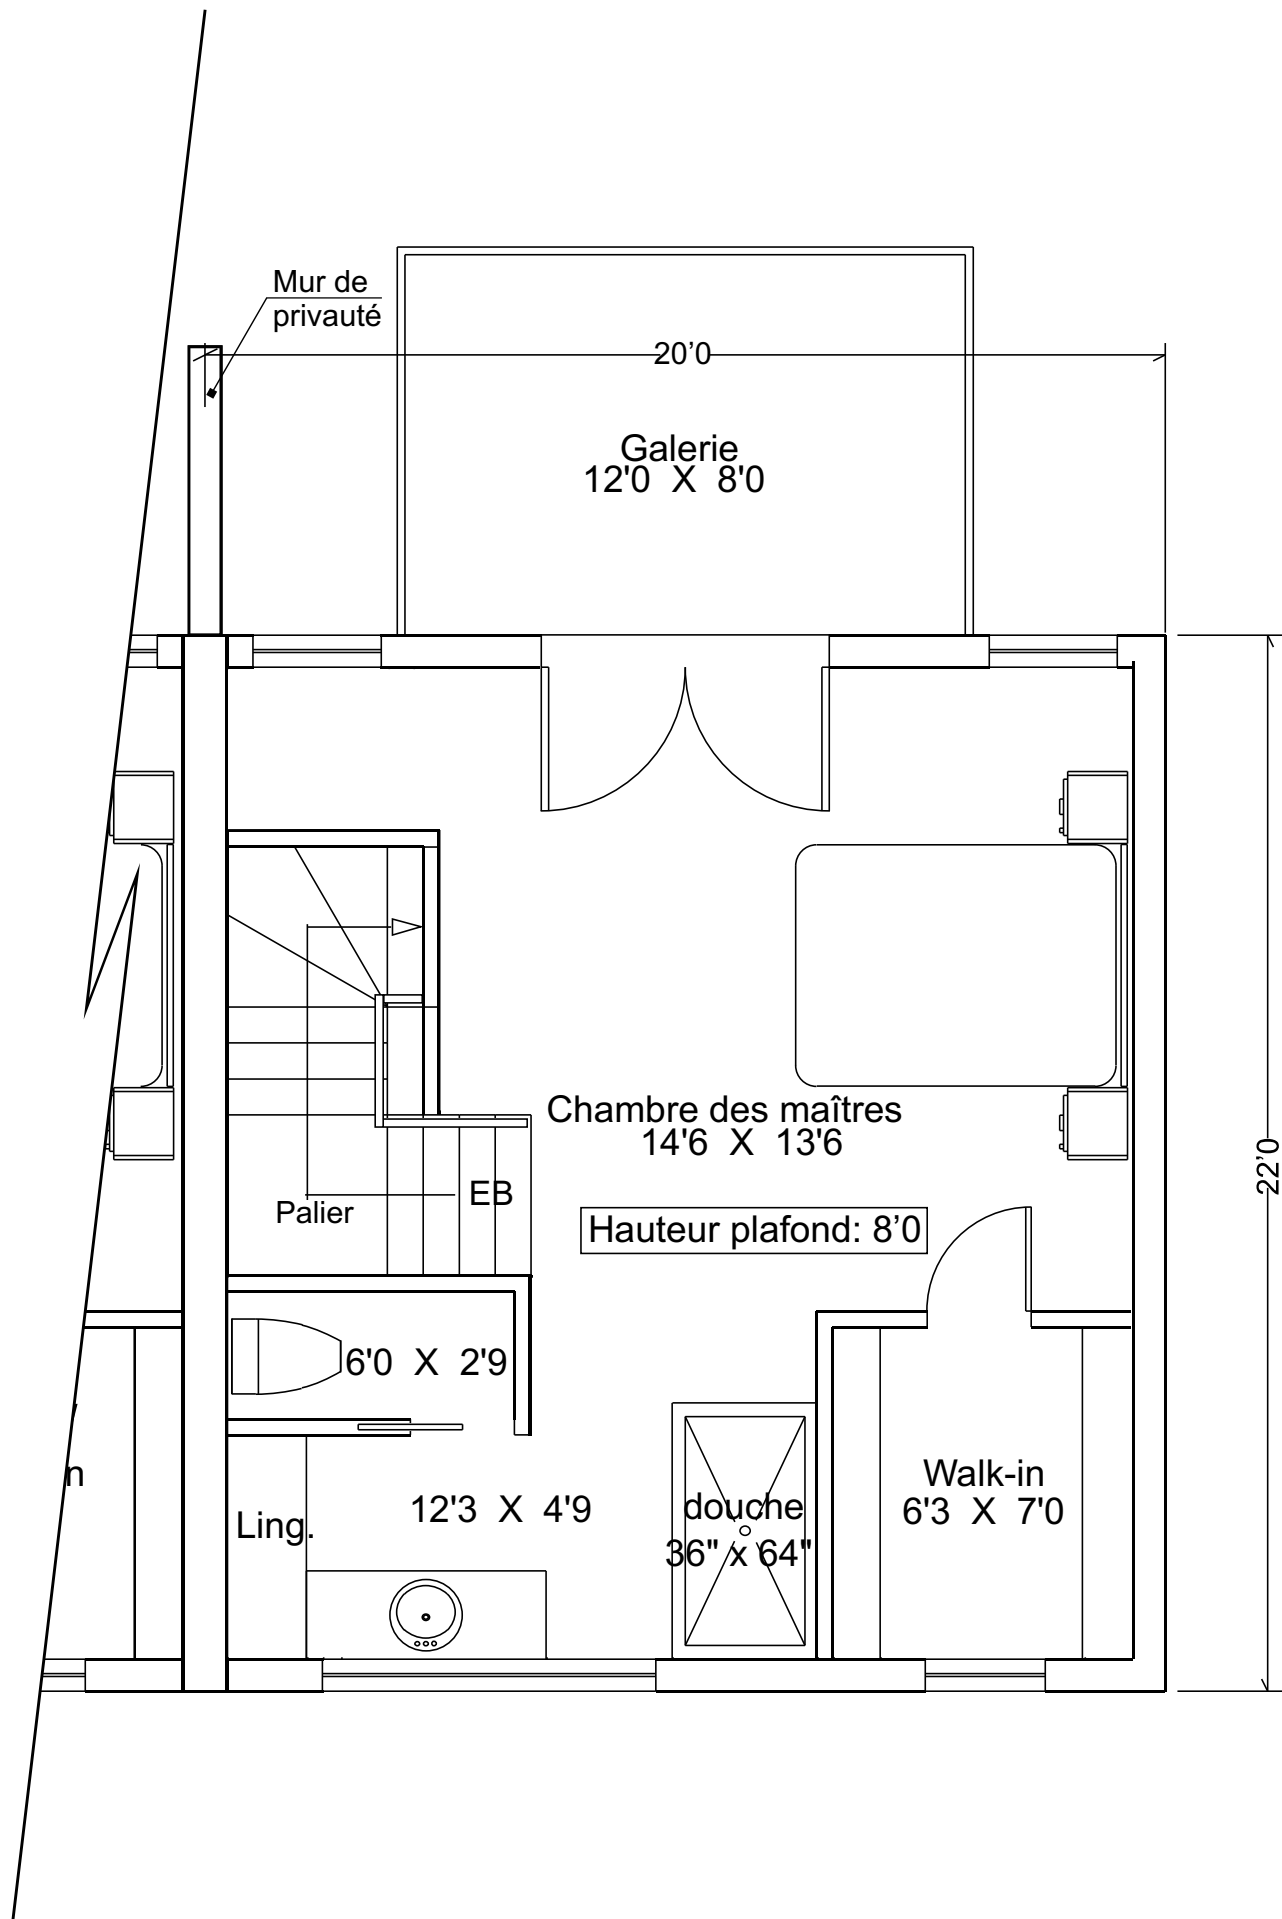 Mur de
privauté
20’0
Galerie
12'0 X 8'0
Chambre des maîtres
14'6 X 13'6
22’0
EB
Palier
Hauteur plafond: 8’0
6'0 X 2'9
n
Walk-in
6'3 X 7'0
12'3 X 4'9
douche
36" x 64"
Ling.